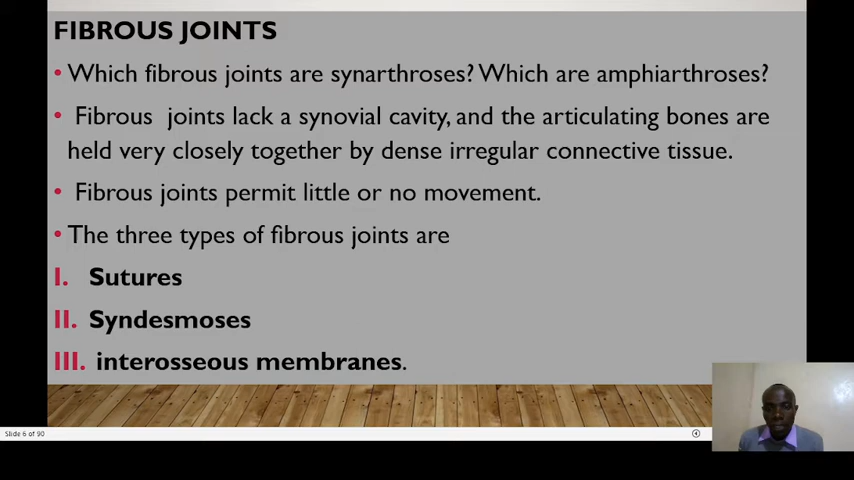 FIBROUS JOINTS
• Which fibrous joints are synarthroses? Which are amphiarthroses?
• Fibrous joints lack a synovial cavity, and the articulating bones are
held very closely together by dense irregular connective tissue.
• Fibrous joints permit little or no movement.
• The three types of fibrous joints are
I. Sutures
II. Syndesmoses
III. interosseous membranes.
Slide 6 of 90